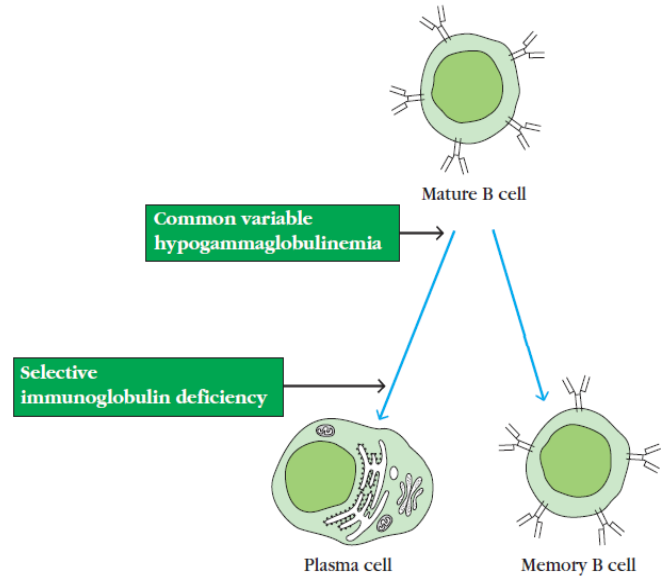 Mature B cell
Common variable
hypogammaglobulinemia
Selective
immunoglobulin deficiency
Plasma cell
Memory B cell